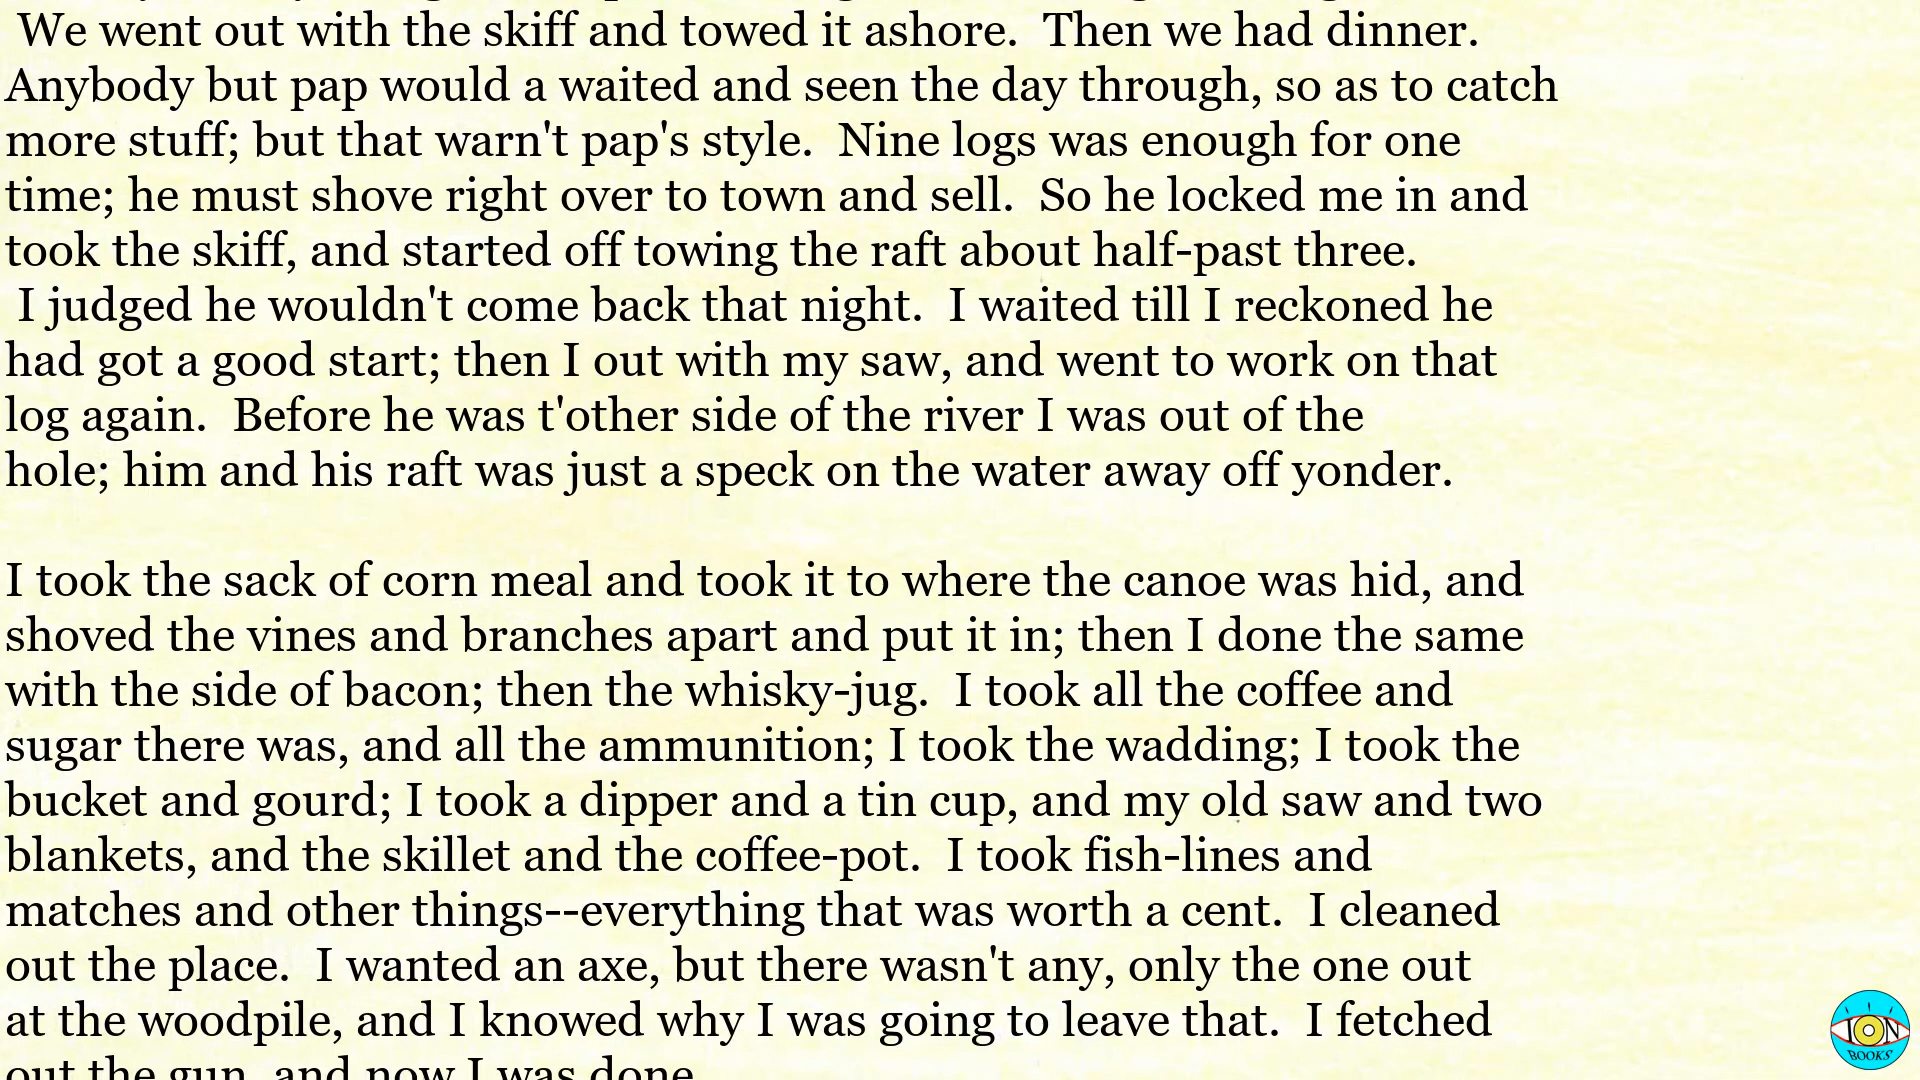 We went out with the skiff and towed it ashore.  Then we had dinner.
Anybody but pap would a waited and seen the day through, so as to catch
more stuff; but that warn't pap's style.  Nine logs was enough for one
time; he must shove right over to town and sell.  So he locked me in and
took the skiff, and started off towing the raft about half-past three.
I judged he wouldn't come back that night.  I waited till I reckoned he
had got a good start; then I out with my saw, and went to work on that
log again.  Before he was t'other side of the river I was out of the
hole; him and his raft was just a speck on the water away off yonder.

I took the sack of corn meal and took it to where the canoe was hid, and
shoved the vines and branches apart and put it in; then I done the same
with the side of bacon; then the whisky-jug.  I took all the coffee and
sugar there was, and all the ammunition; I took the wadding; I took the
bucket and gourd; I took a dipper and a tin cup, and my old saw and two
blankets, and the skillet and the coffee-pot.  I took fish-lines and
matches and other things--everything that was worth a cent.  I cleaned
out the place.  I wanted an axe, but there wasn't any, only the one out
at the woodpile, and I knowed why I was going to leave that.  I fetched
out the gun, and now I was done.
ION
BOOKS